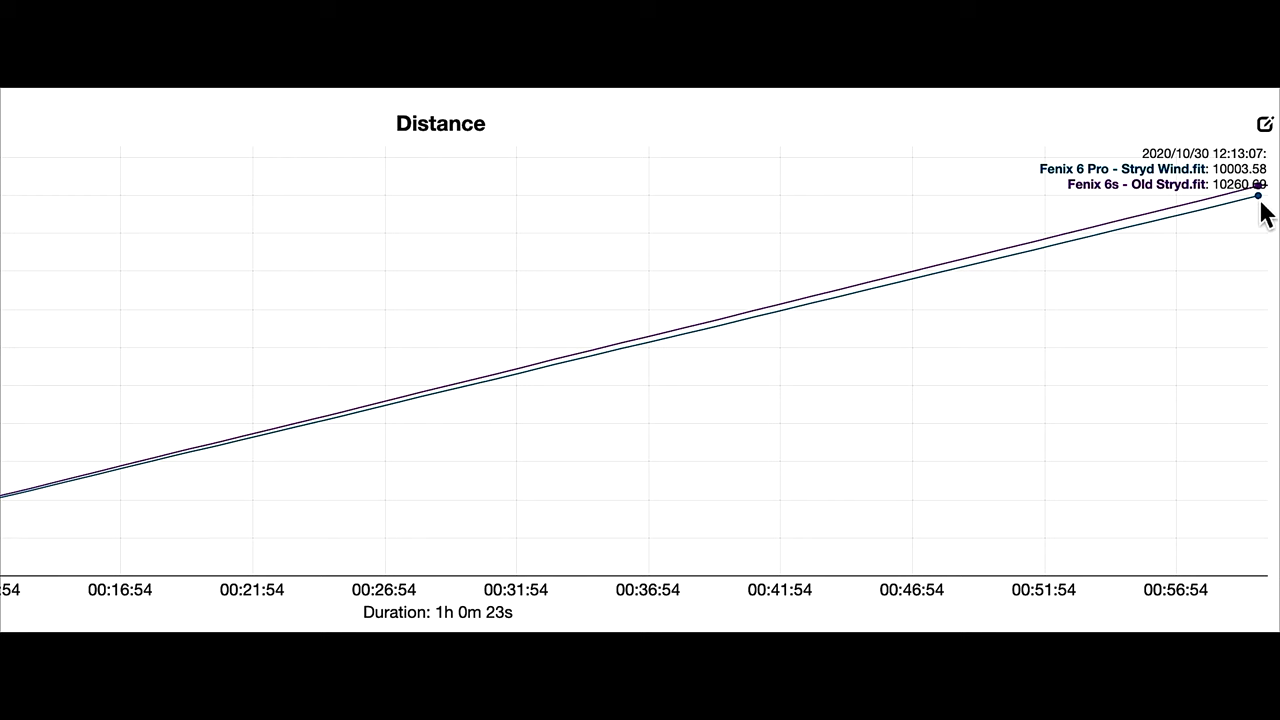 Distance
2020/10/30 12:13:07:
Fenix 6 Pro - Stryd Wind.fit: 10003.58
Fenix 6s - Old Stryd.fit:
:54 00:16:54 00:21:54 00:26:54 00:31:54 00:36:54 00:41:54 00:46:54 00:51:54 00:56:54
Duration: 1h 0m 23s